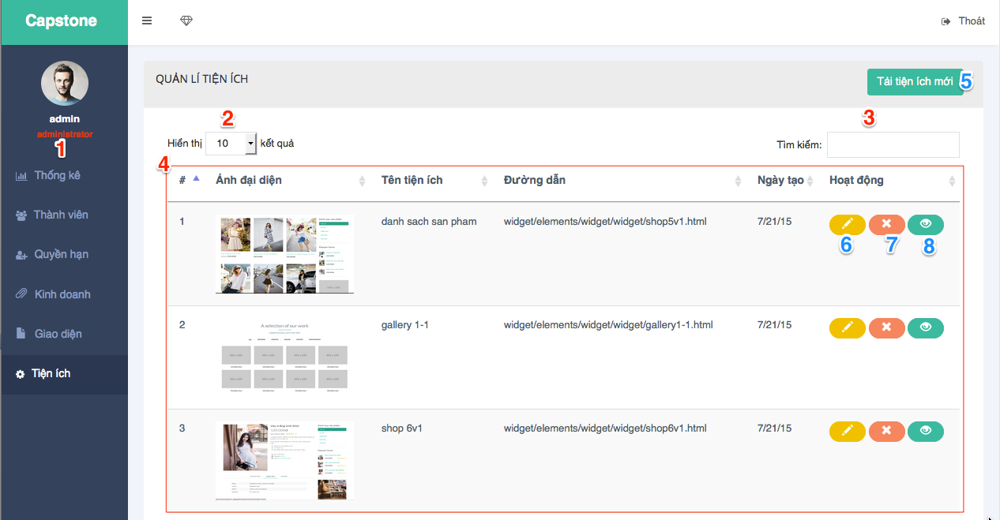 Capstone
Thoát
admin
administrator
1
Thống kê
Thành viên
Quyền hạn
Kinh doanh
Giao diện
Tiện ích
QUẢN LÍ TIỆN ÍCH
Tải tiện ích mới 5
2
3
Hiển thị 10 kết quả
Tìm kiếm:
4
# Ảnh đại diện Tên tiện ích Đường dẫn Ngày tạo Hoạt động
1 danh sach san pham widget/elements/widget/widget/shop5v1.html 7/21/15
6 7 8
2 gallery 1-1 widget/elements/widget/widget/gallery1-1.html 7/21/15
A selection of our work
3 shop 6v1 widget/elements/widget/widget/shop6v1.html 7/21/15